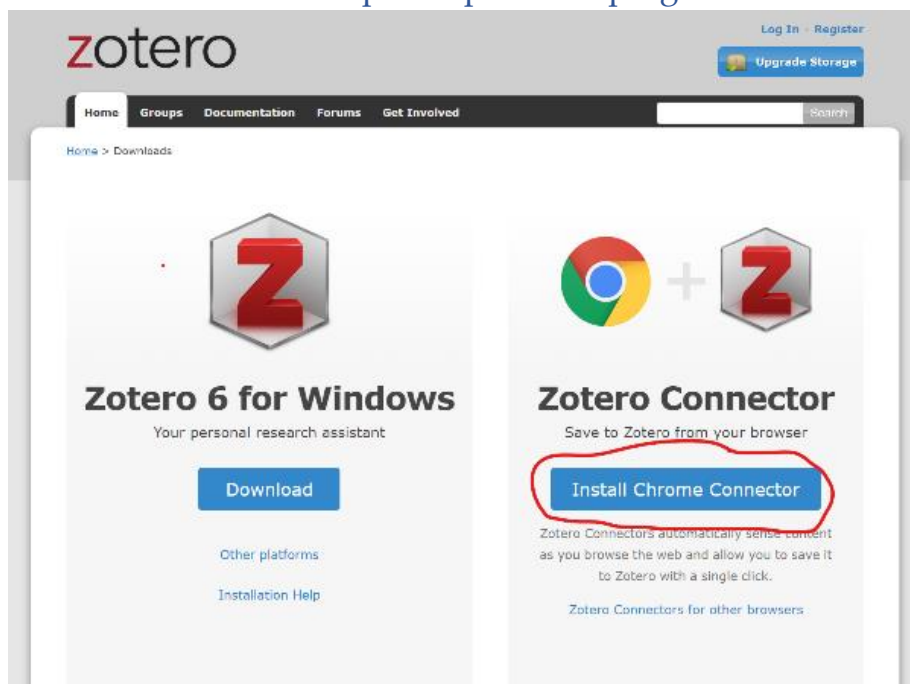 zotero
Log In · Register
Upgrade Storage
Home Groups Documentation Forums Get Involved
Search
Home > Downloads
Zotero 6 for Windows
Your personal research assistant
Download
Other platforms
Installation Help
Zotero Connector
Save to Zotero from your browser
Install Chrome Connector
Zotero Connectors automatically sense content
as you browse the web and allow you to save it
to Zotero with a single click.
Zotero Connectors for other browsers